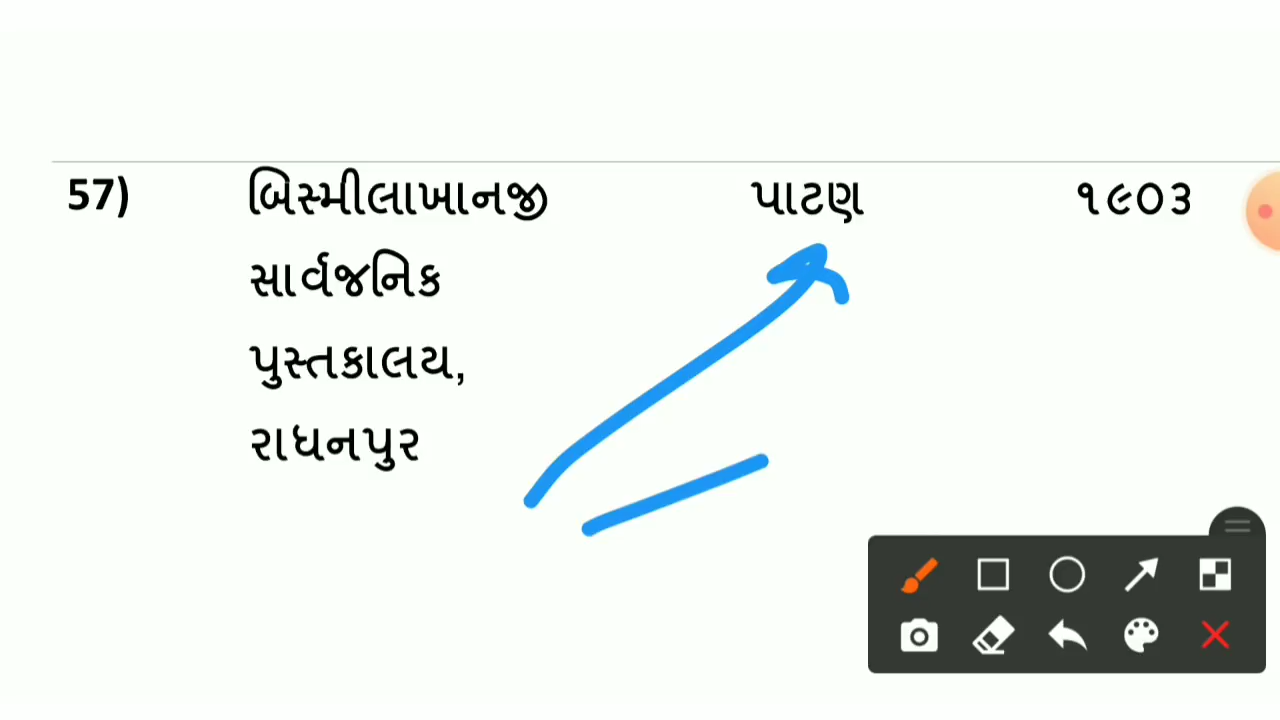 57) બિસ્મીલાખાનજી પાટણ ૧૯૦૩
સાર્વજનિક
પુસ્તકાલય,
રાધનપુર